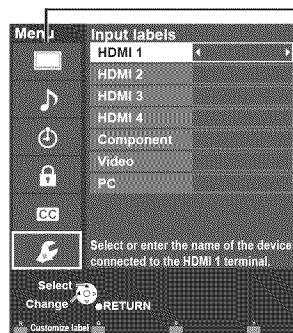 Menu
Input labels
HDMI 1
HDMI 2
HDMI 3
HDMI 4
Component
Video
PC
CC
Select or enter the name of the device
connected to the HDMI 1 terminal.
Select
Change
RETURN
Customize label